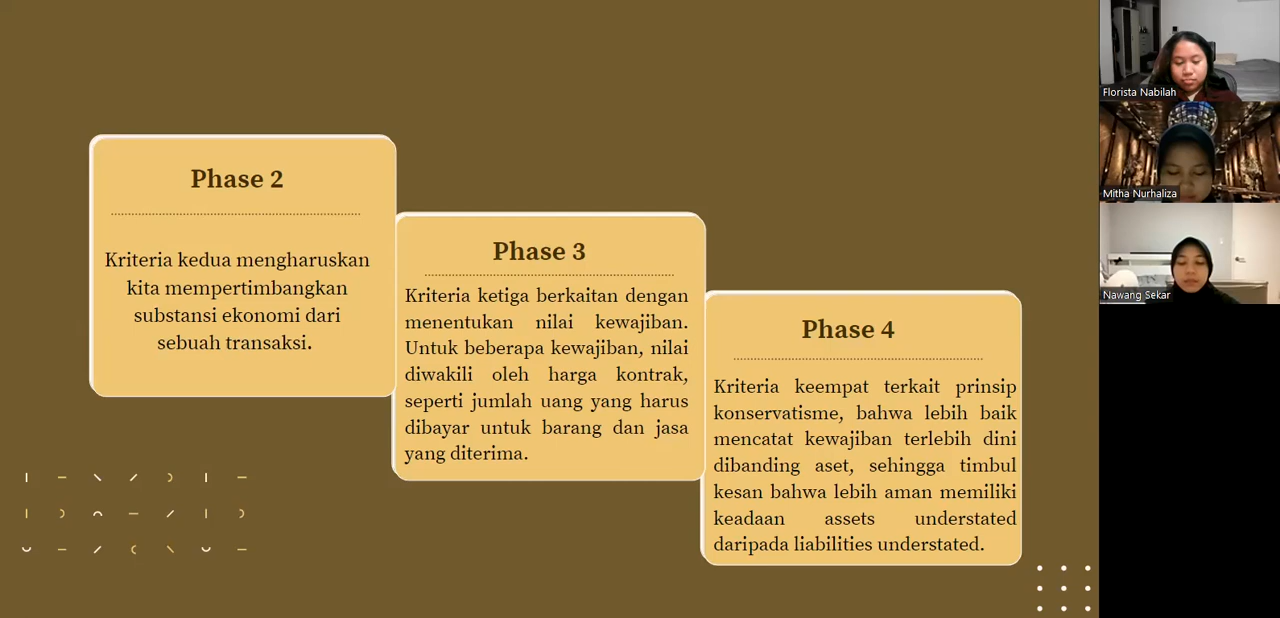 Phase 2
Kriteria kedua mengharuskan
kita mempertimbangkan
substansi ekonomi dari
sebuah transaksi.
Phase 3
Kriteria ketiga berkaitan dengan
menentukan nilai kewajiban.
Untuk beberapa kewajiban, nilai
diwakili oleh harga kontrak,
seperti jumlah uang yang harus
dibayar untuk barang dan jasa
yang diterima.
Phase 4
Kriteria keempat terkait prinsip
konservatisme, bahwa lebih baik
mencatat kewajiban terlebih dini
dibanding aset, sehingga timbul
kesan bahwa lebih aman memiliki
keadaan assets understated
daripada liabilities understated.
Florista Nabilah
Mitha Nurhaliza
Nawang Sekar